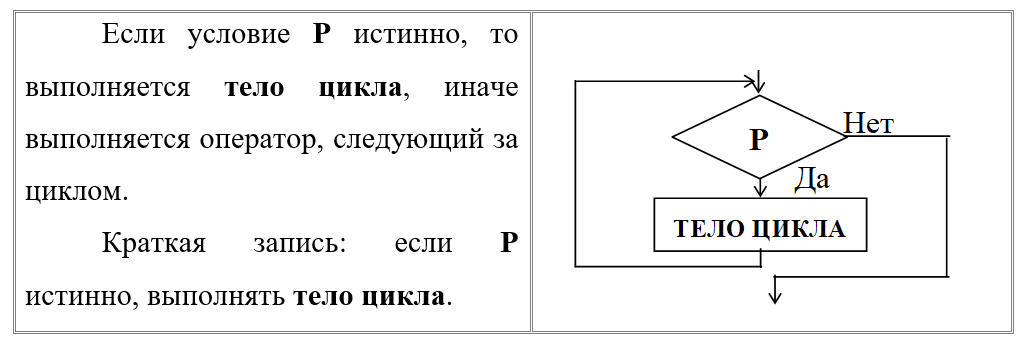 Если условие Р истинно, то
выполняется тело цикла, иначе
выполняется оператор, следующий за
циклом.
Краткая запись: если Р
истинно, выполнять тело цикла.
Р
Нет
Да
ТЕЛО ЦИКЛА